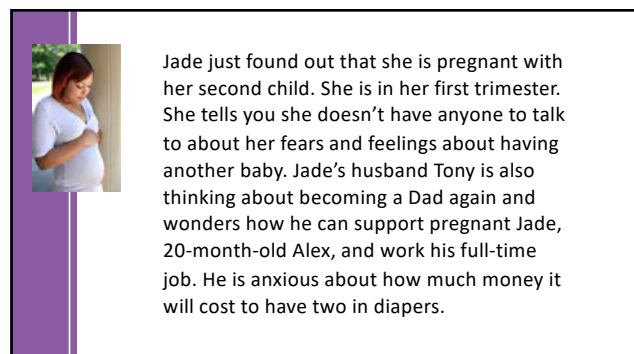 Jade just found out that she is pregnant with
her second child. She is in her first trimester.
She tells you she doesn’t have anyone to talk
to about her fears and feelings about having
another baby. Jade’s husband Tony is also
thinking about becoming a Dad again and
wonders how he can support pregnant Jade,
20-month-old Alex, and work his full-time
job. He is anxious about how much money it
will cost to have two in diapers.